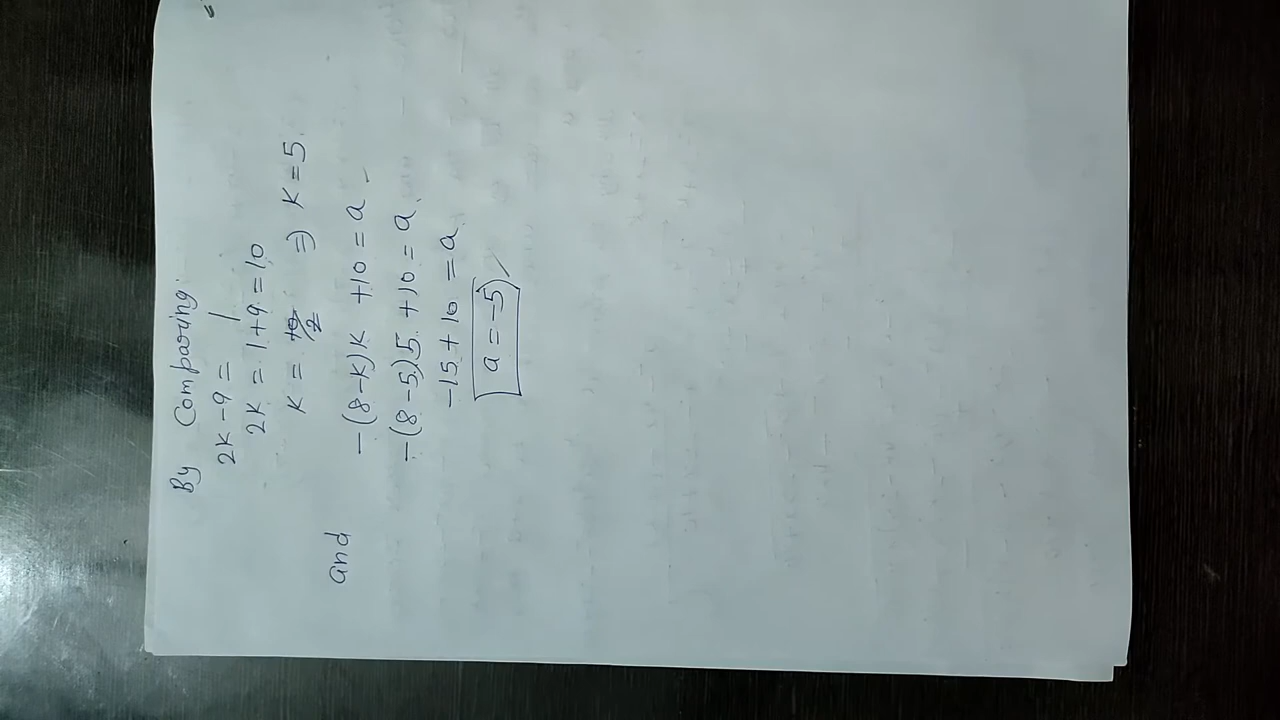 By Comparing.
2K - 9 = 1
2K = 1+9 = 10
K = 10/2 ⇒ K = 5.
and -(8-K)K +10 = a
-(8-5)5 +10 = a
-15 + 10 = a
a = -5